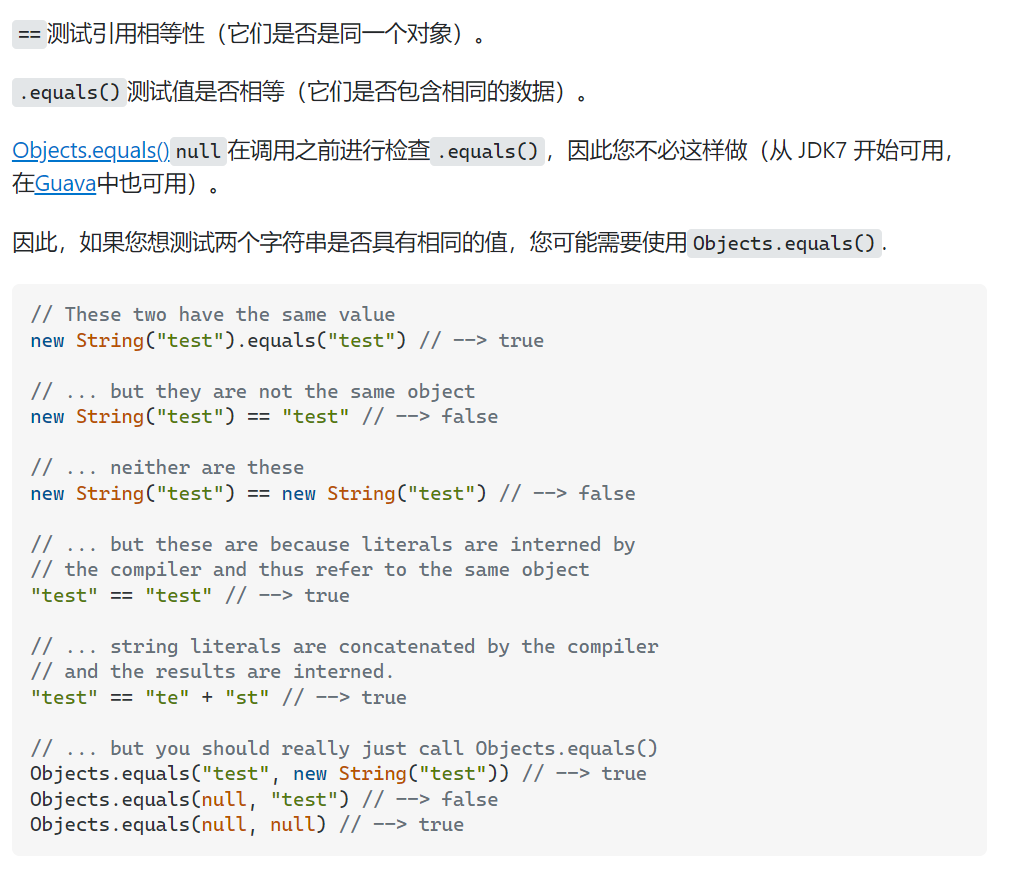 ==测试引用相等性（它们是否是同一个对象）。
.equals()测试值是否相等（它们是否包含相同的数据）。
Objects.equals()null在调用之前进行检查.equals()，因此您不必这样做（从 JDK7 开始可用，
在Guava中也可用）。
因此，如果您想测试两个字符串是否具有相同的值，您可能需要使用Objects.equals().
// These two have the same value
new String("test").equals("test") // --> true
// ... but they are not the same object
new String("test") == "test" // --> false
// ... neither are these
new String("test") == new String("test") // --> false
// ... but these are because literals are interned by
// the compiler and thus refer to the same object
"test" == "test" // --> true
// ... string literals are concatenated by the compiler
// and the results are interned.
"test" == "te" + "st" // --> true
// ... but you should really just call Objects.equals()
Objects.equals("test", new String("test")) // --> true
Objects.equals(null, "test") // --> false
Objects.equals(null, null) // --> true